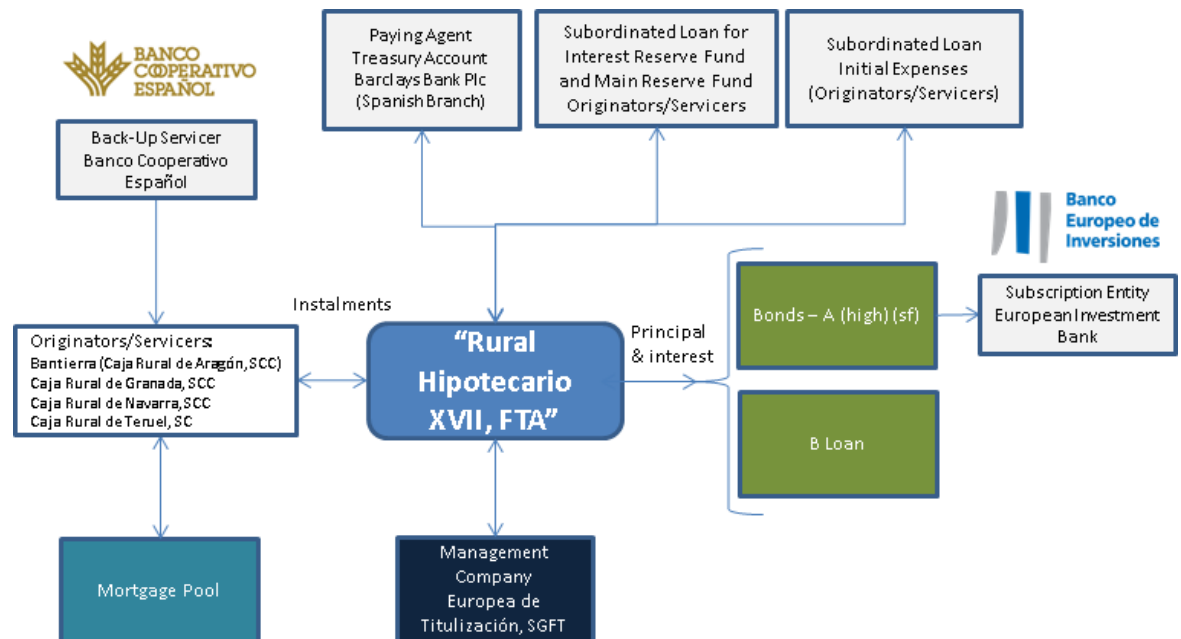 BANCO
COOPERATIVO
ESPAÑOL
Back-Up Servicer
Banco Cooperativo
Español
Paying Agent
Treasury Account
Barclays Bank Plc
(Spanish Branch)
Subordinated Loan for
Interest Reserve Fund
and Main Reserve Fund
Originators/Servicers
Subordinated Loan
Initial Expenses
(Originators/Servicers)
Banco
Europeo de
Inversiones
Subscription Entity
European Investment
Bank
Bonds – A (high) (sf)
B Loan
Principal
& interest
Instalments
"Rural
Hipotecario
XVII, FTA"
Originators/Servicers:
Bantierra (Caja Rural de Aragón, SCC)
Caja Rural de Granada, SCC
Caja Rural de Navarra, SCC
Caja Rural de Teruel, SC
Mortgage Pool
Management
Company
Europea de
Titulización, SGFT